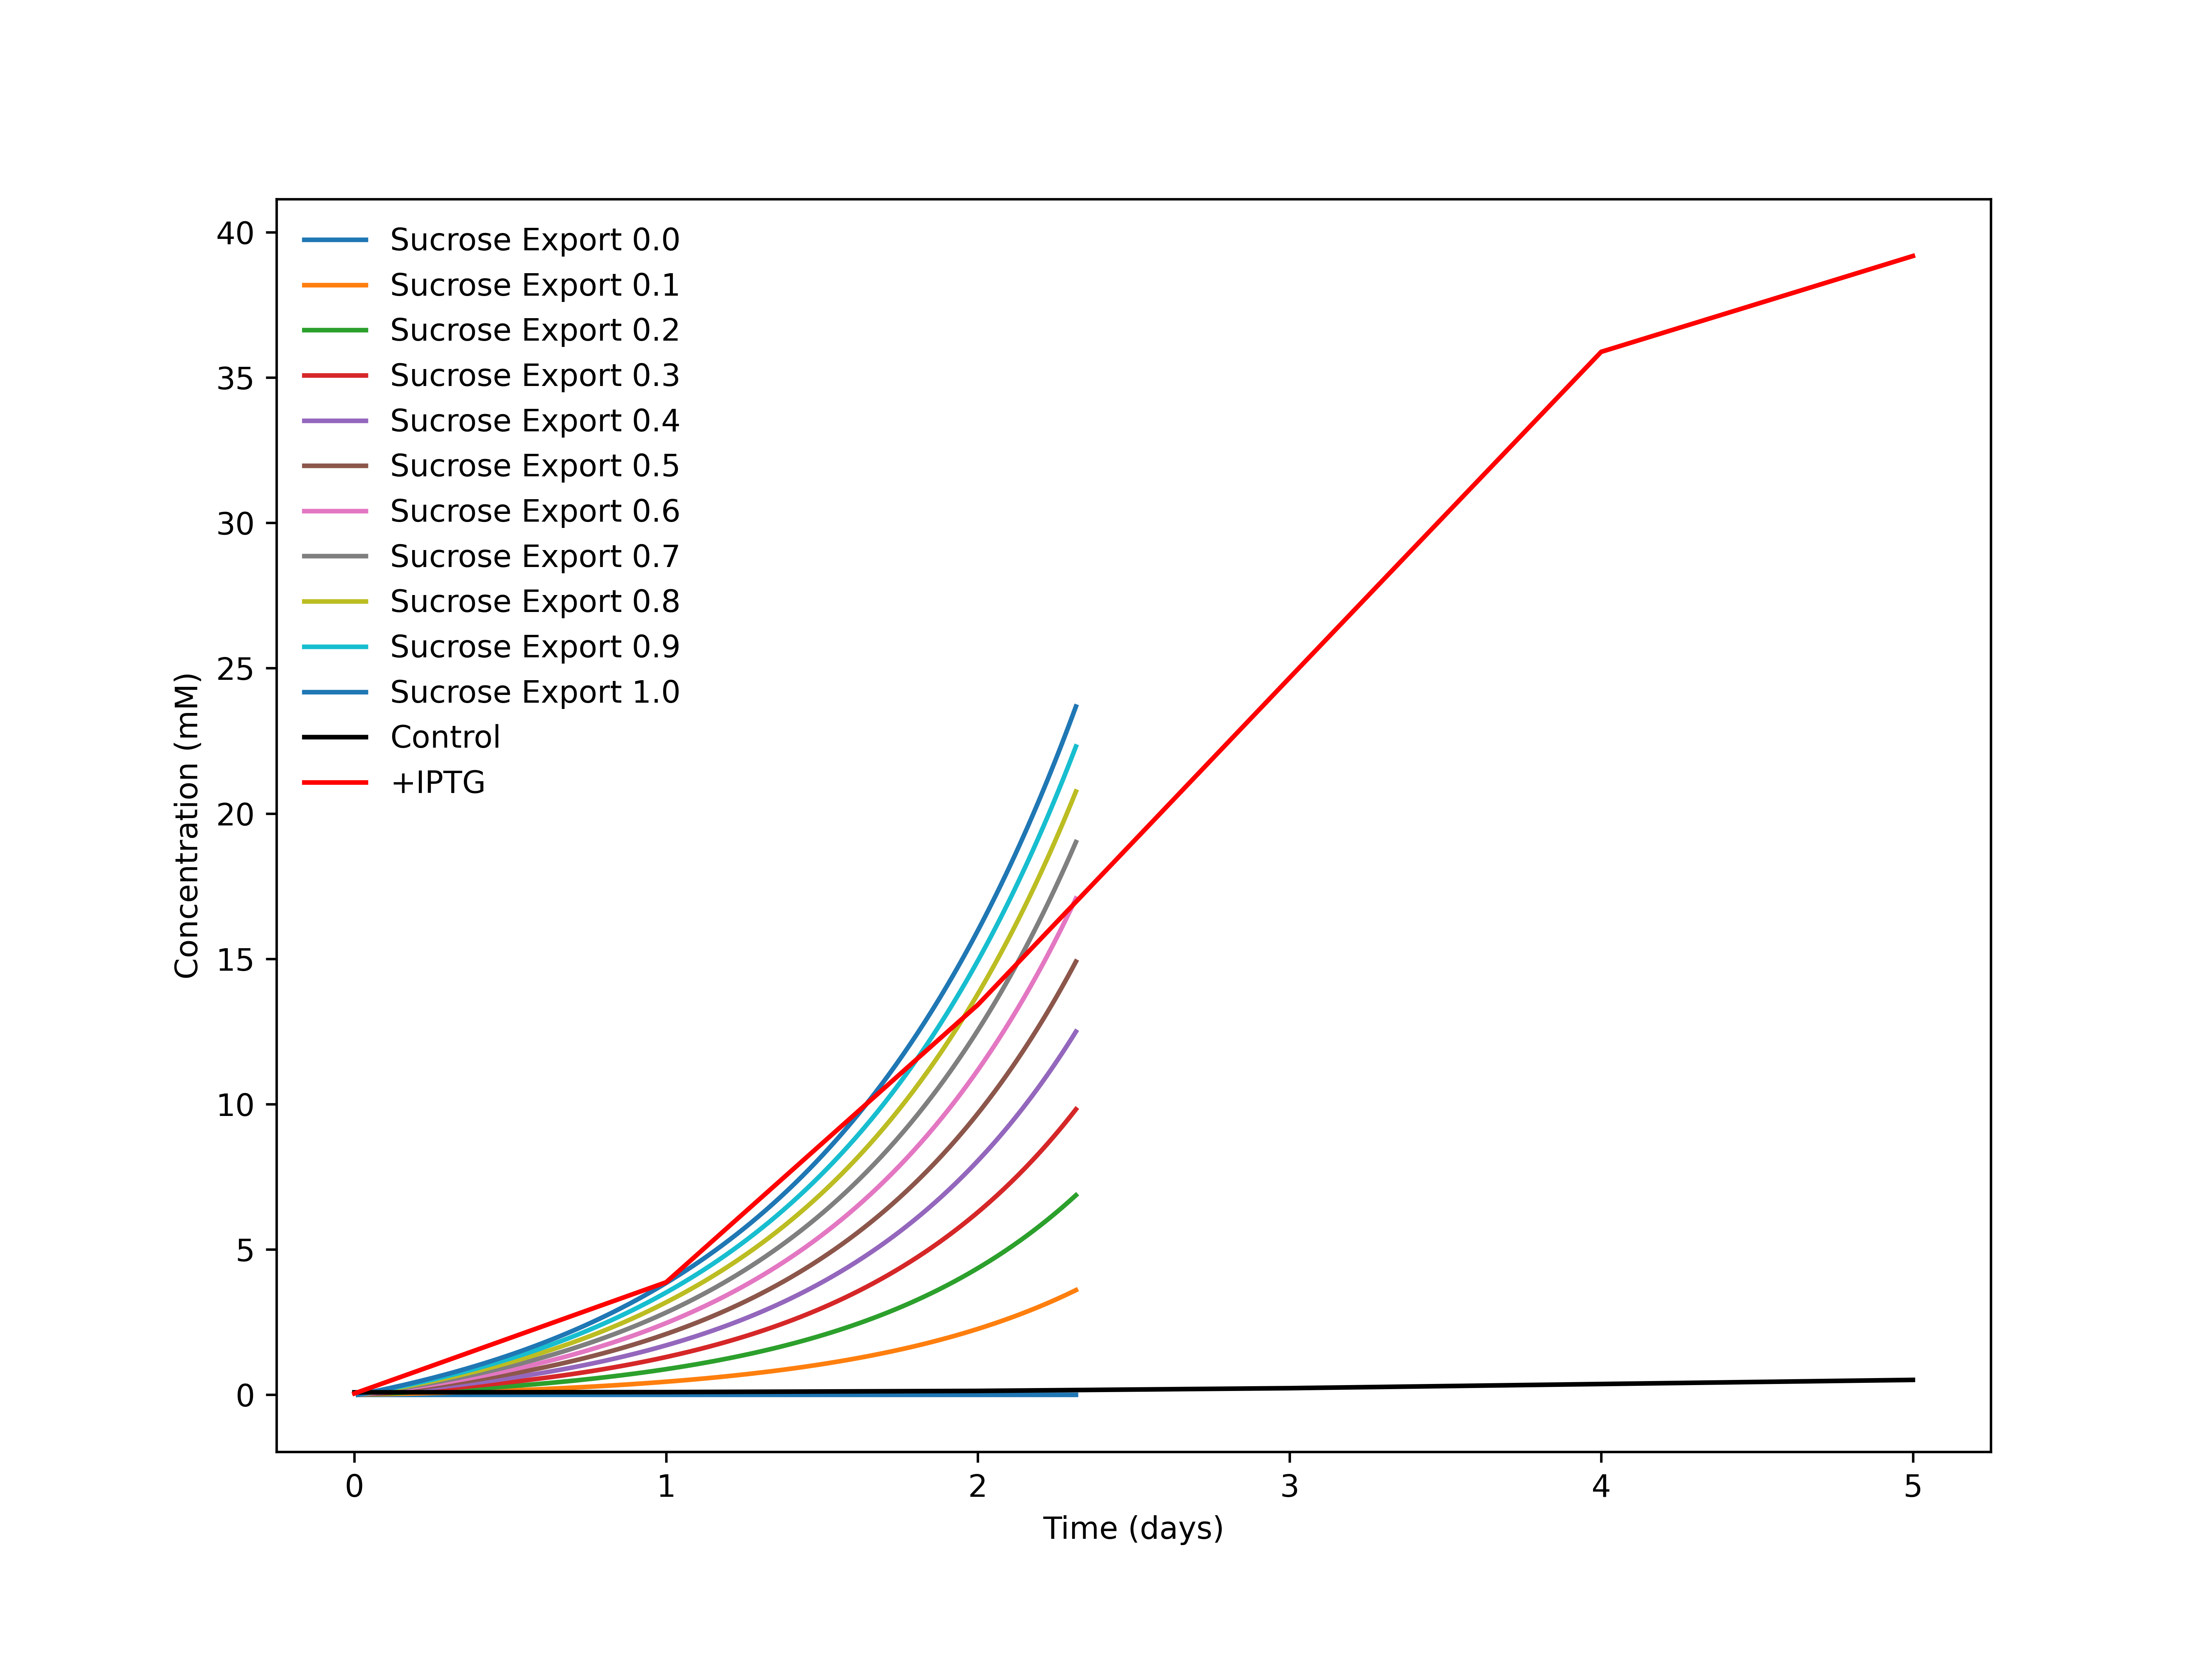 40
35
30
25
20
15
10
5
0
Concentration (mM)
Sucrose Export 0.0
Sucrose Export 0.1
Sucrose Export 0.2
Sucrose Export 0.3
Sucrose Export 0.4
Sucrose Export 0.5
Sucrose Export 0.6
Sucrose Export 0.7
Sucrose Export 0.8
Sucrose Export 0.9
Sucrose Export 1.0
Control
+IPTG
0 1 2 3 4 5
Time (days)